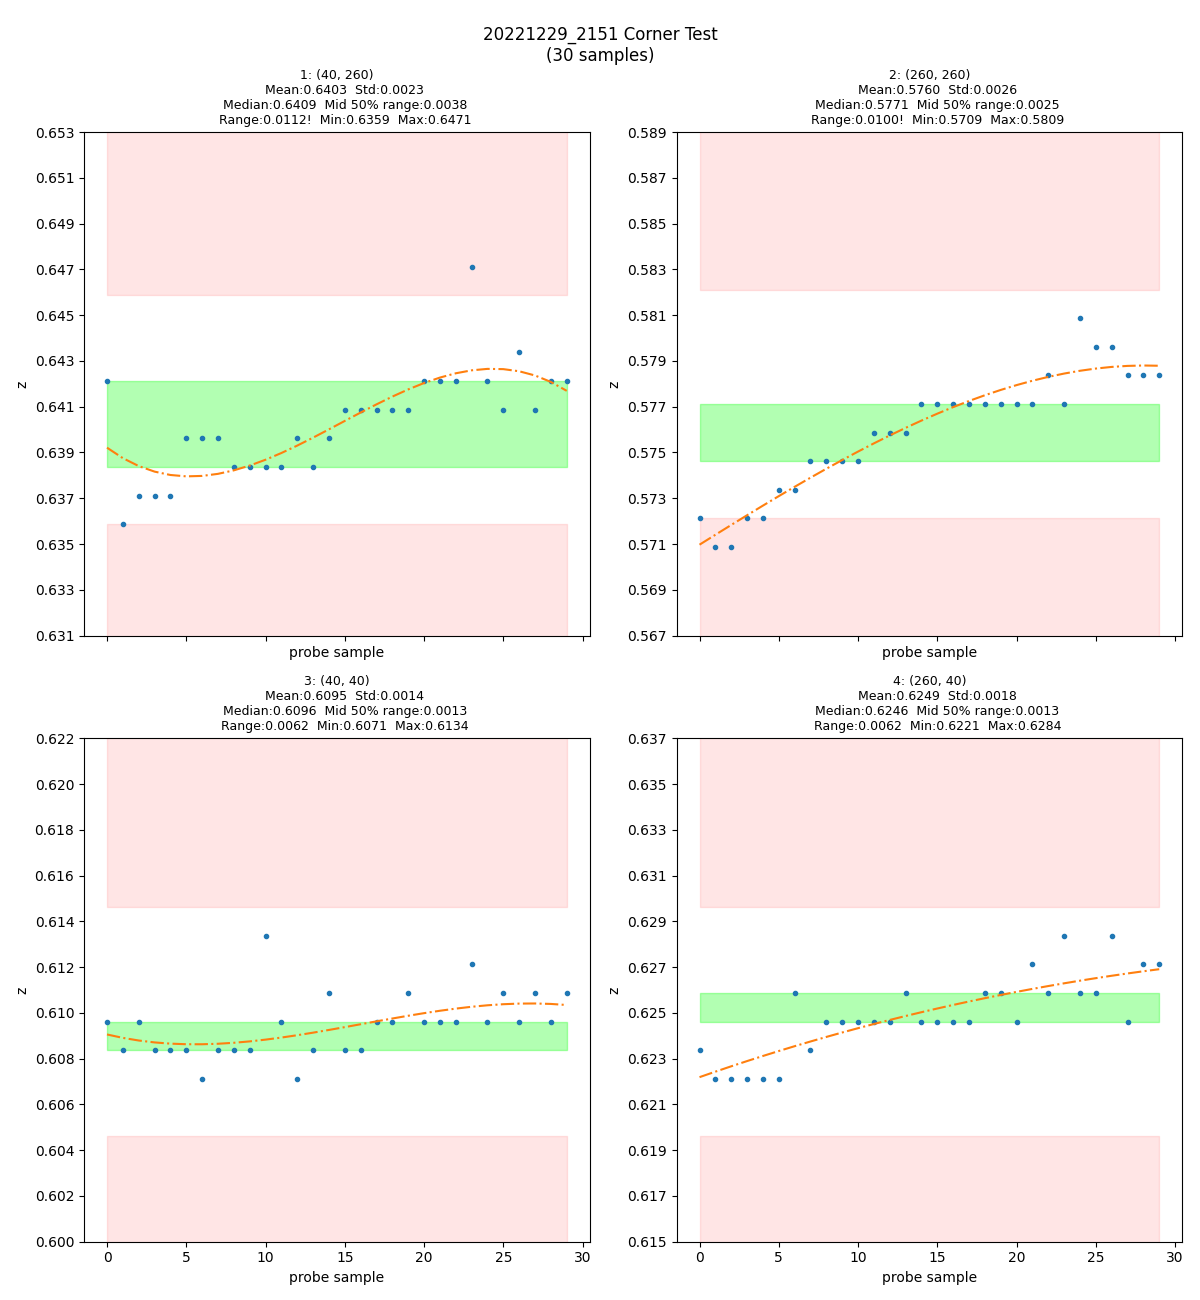 20221229_2151 Corner Test
(30 samples)
1: (40, 260)
Mean:0.6403  Std:0.0023
Median:0.6409  Mid 50% range:0.0038
Range:0.0112!  Min:0.6359  Max:0.6471
0.653
0.651
0.649
0.647
0.645
0.643
0.641
0.639
0.637
0.635
0.633
0.631
z
probe sample
2: (260, 260)
Mean:0.5760  Std:0.0026
Median:0.5771  Mid 50% range:0.0025
Range:0.0100!  Min:0.5709  Max:0.5809
0.589
0.587
0.585
0.583
0.581
0.579
0.577
0.575
0.573
0.571
0.569
0.567
z
probe sample
3: (40, 40)
Mean:0.6095  Std:0.0014
Median:0.6096  Mid 50% range:0.0013
Range:0.0062  Min:0.6071  Max:0.6134
0.622
0.620
0.618
0.616
0.614
0.612
0.610
0.608
0.606
0.604
0.602
0.600
z
0 5 10 15 20 25 30
probe sample
4: (260, 40)
Mean:0.6249  Std:0.0018
Median:0.6246  Mid 50% range:0.0013
Range:0.0062  Min:0.6221  Max:0.6284
0.637
0.635
0.633
0.631
0.629
0.627
0.625
0.623
0.621
0.619
0.617
0.615
z
0 5 10 15 20 25 30
probe sample